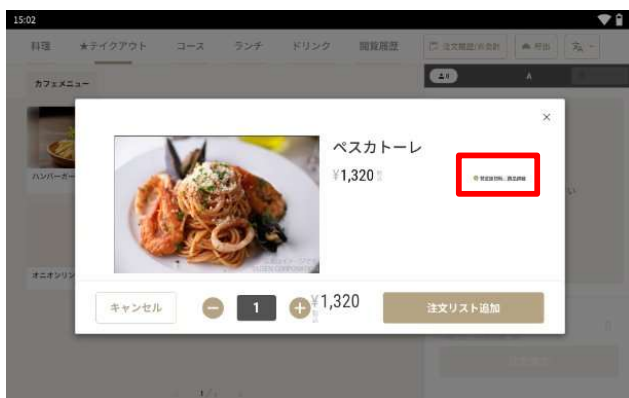 15:02
料理 ★テイクアウト コース ランチ ドリンク 閲覧履歴 注文履歴/お会計 呼出
カフェメニュー
A
×
ペスカトーレ
¥1,320
ハンバーガー
オニオンリン
キャンセル
1
¥1,320
注文リスト追加